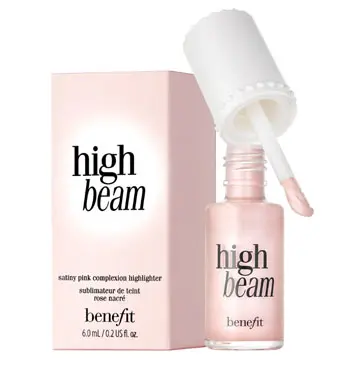 high
beam
satiny pink complexion highlighter
sublimateur de teint
rose nacré
benefit
6.0 mL / 0.2 US fl. oz.
high
beam
benefit